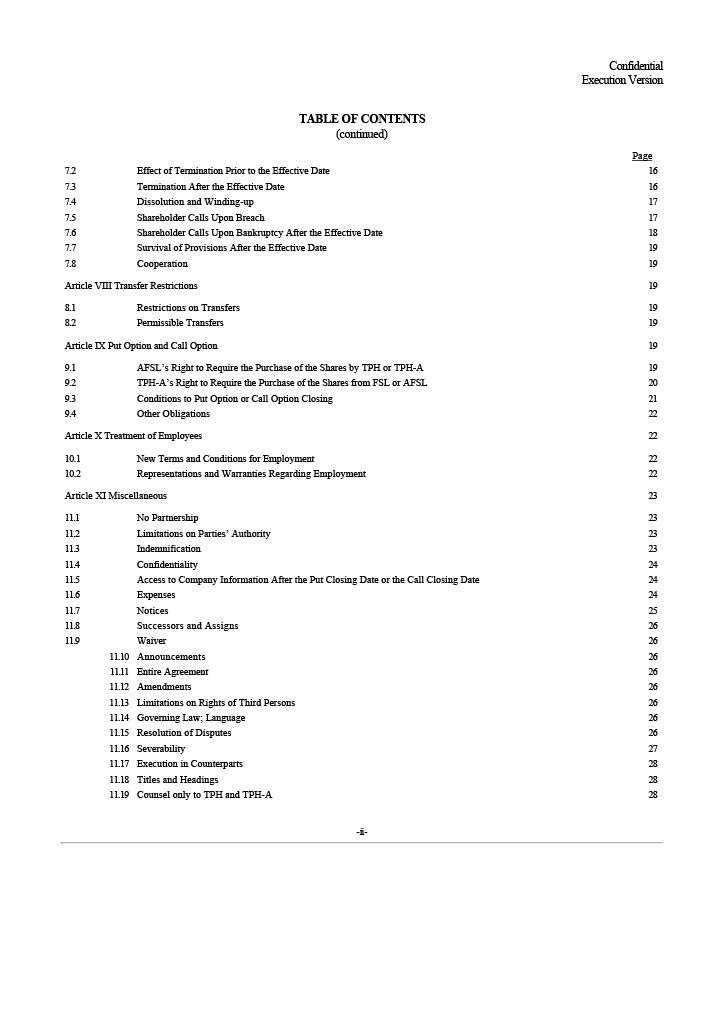 Confidential
Execution Version
TABLE OF CONTENTS
(continued)
Page
7.2 Effect of Termination Prior to the Effective Date 16
7.3 Termination After the Effective Date 16
7.4 Dissolution and Winding-up 17
7.5 Shareholder Calls Upon Breach 17
7.6 Shareholder Calls Upon Bankruptcy After the Effective Date 18
7.7 Survival of Provisions After the Effective Date 19
7.8 Cooperation 19
Article VIII Transfer Restrictions 19
8.1 Restrictions on Transfers 19
8.2 Permissible Transfers 19
Article IX Put Option and Call Option 19
9.1 AFSL’s Right to Require the Purchase of the Shares by TPH or TPH-A 19
9.2 TPH-A’s Right to Require the Purchase of the Shares from FSL or AFSL 20
9.3 Conditions to Put Option or Call Option Closing 21
9.4 Other Obligations 22
Article X Treatment of Employees 22
10.1 New Terms and Conditions for Employment 22
10.2 Representations and Warranties Regarding Employment 22
Article XI Miscellaneous 23
11.1 No Partnership 23
11.2 Limitations on Parties’ Authority 23
11.3 Indemnification 23
11.4 Confidentiality 24
11.5 Access to Company Information After the Put Closing Date or the Call Closing Date 24
11.6 Expenses 24
11.7 Notices 25
11.8 Successors and Assigns 26
11.9 Waiver 26
11.10 Announcements 26
11.11 Entire Agreement 26
11.12 Amendments 26
11.13 Limitations on Rights of Third Persons 26
11.14 Governing Law; Language 26
11.15 Resolution of Disputes 26
11.16 Severability 27
11.17 Execution in Counterparts 28
11.18 Titles and Headings 28
11.19 Counsel only to TPH and TPH-A 28
-ii-